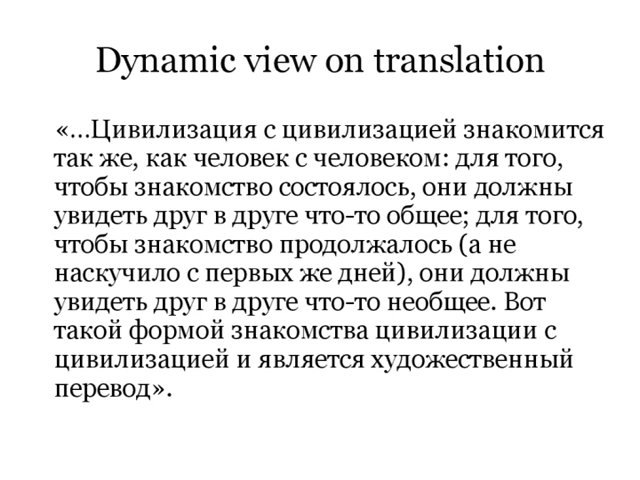 Dynamic view on translation
«…Цивилизация с цивилизацией знакомится
так же, как человек с человеком: для того,
чтобы знакомство состоялось, они должны
увидеть друг в друге что-то общее; для того,
чтобы знакомство продолжалось (а не
наскучило с первых же дней), они должны
увидеть друг в друге что-то необщее. Вот
такой формой знакомства цивилизации с
цивилизацией и является художественный
перевод».